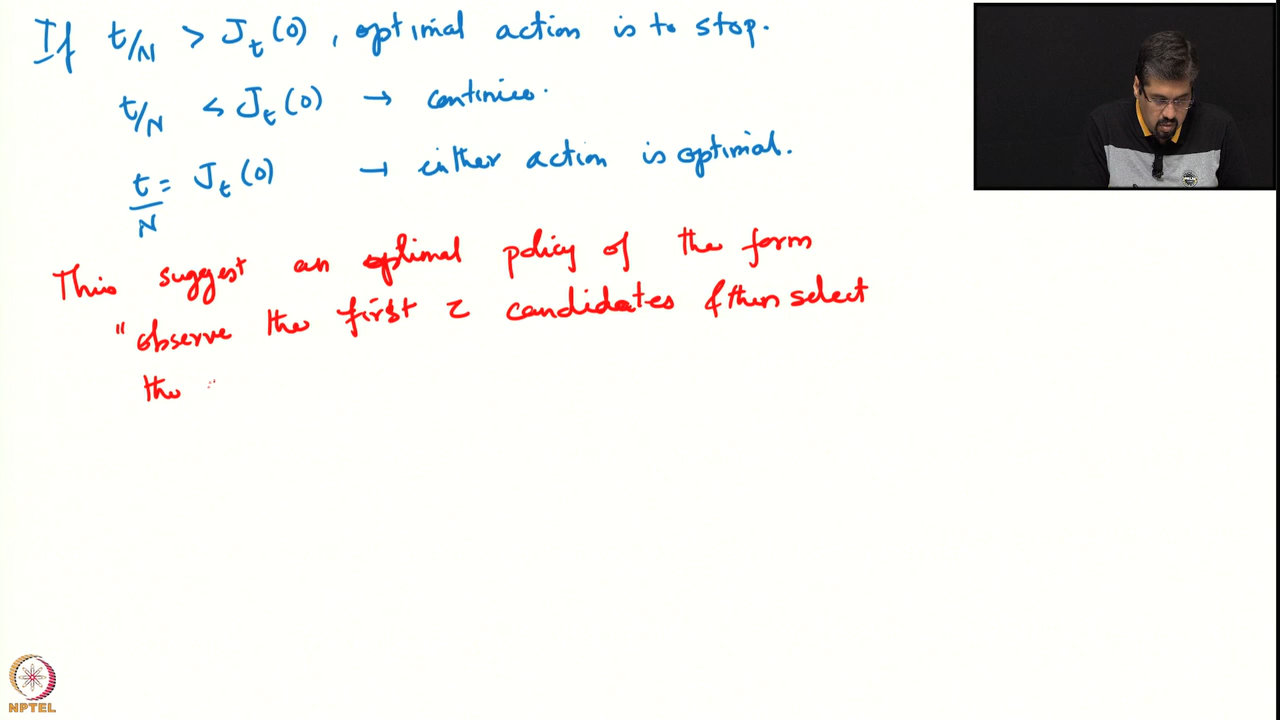 If t/N > J_t(0), optimal action is to stop.
t/N < J_t(0) → continues.
t/N = J_t(0) → either action is optimal.
This suggest an optimal policy of the form
"observe the first τ candidates & then select
the
NPTEL